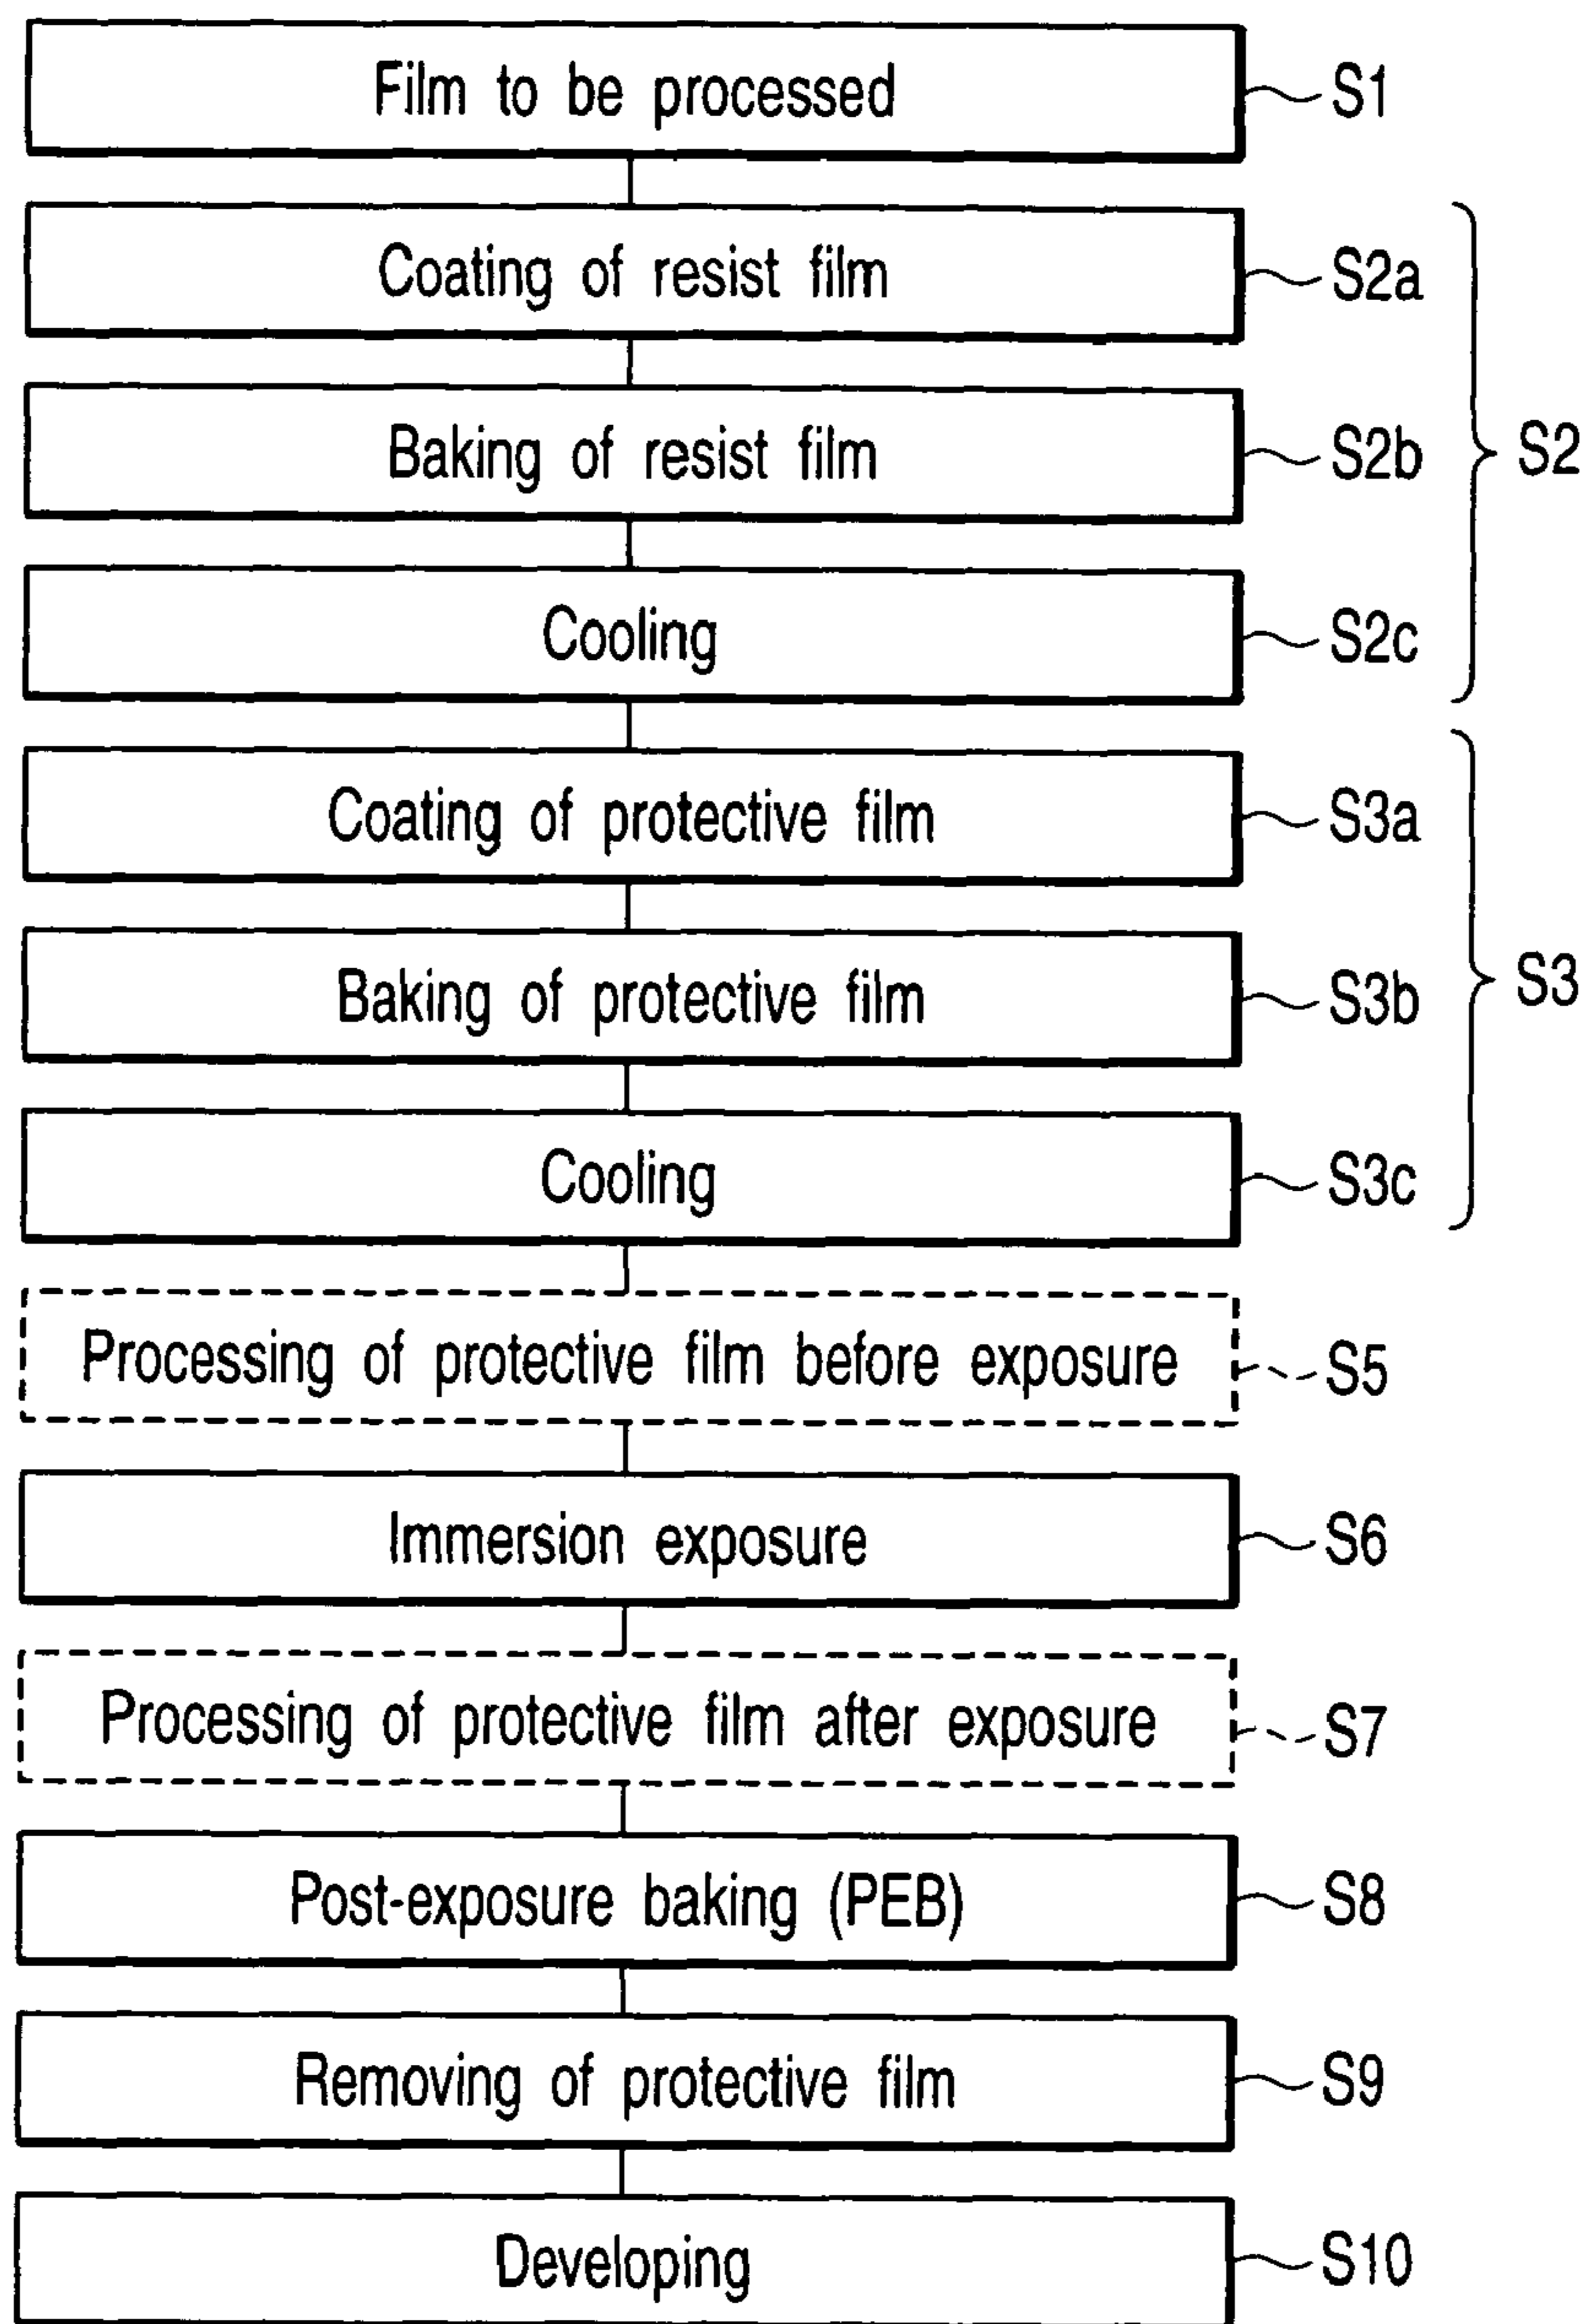 Film to be processed S1
Coating of resist film S2a
Baking of resist film S2b
S2
Cooling S2c
Coating of protective film S3a
Baking of protective film S3b
S3
Cooling S3c
Processing of protective film before exposure S5
Immersion exposure S6
Processing of protective film after exposure S7
Post-exposure baking (PEB) S8
Removing of protective film S9
Developing S10